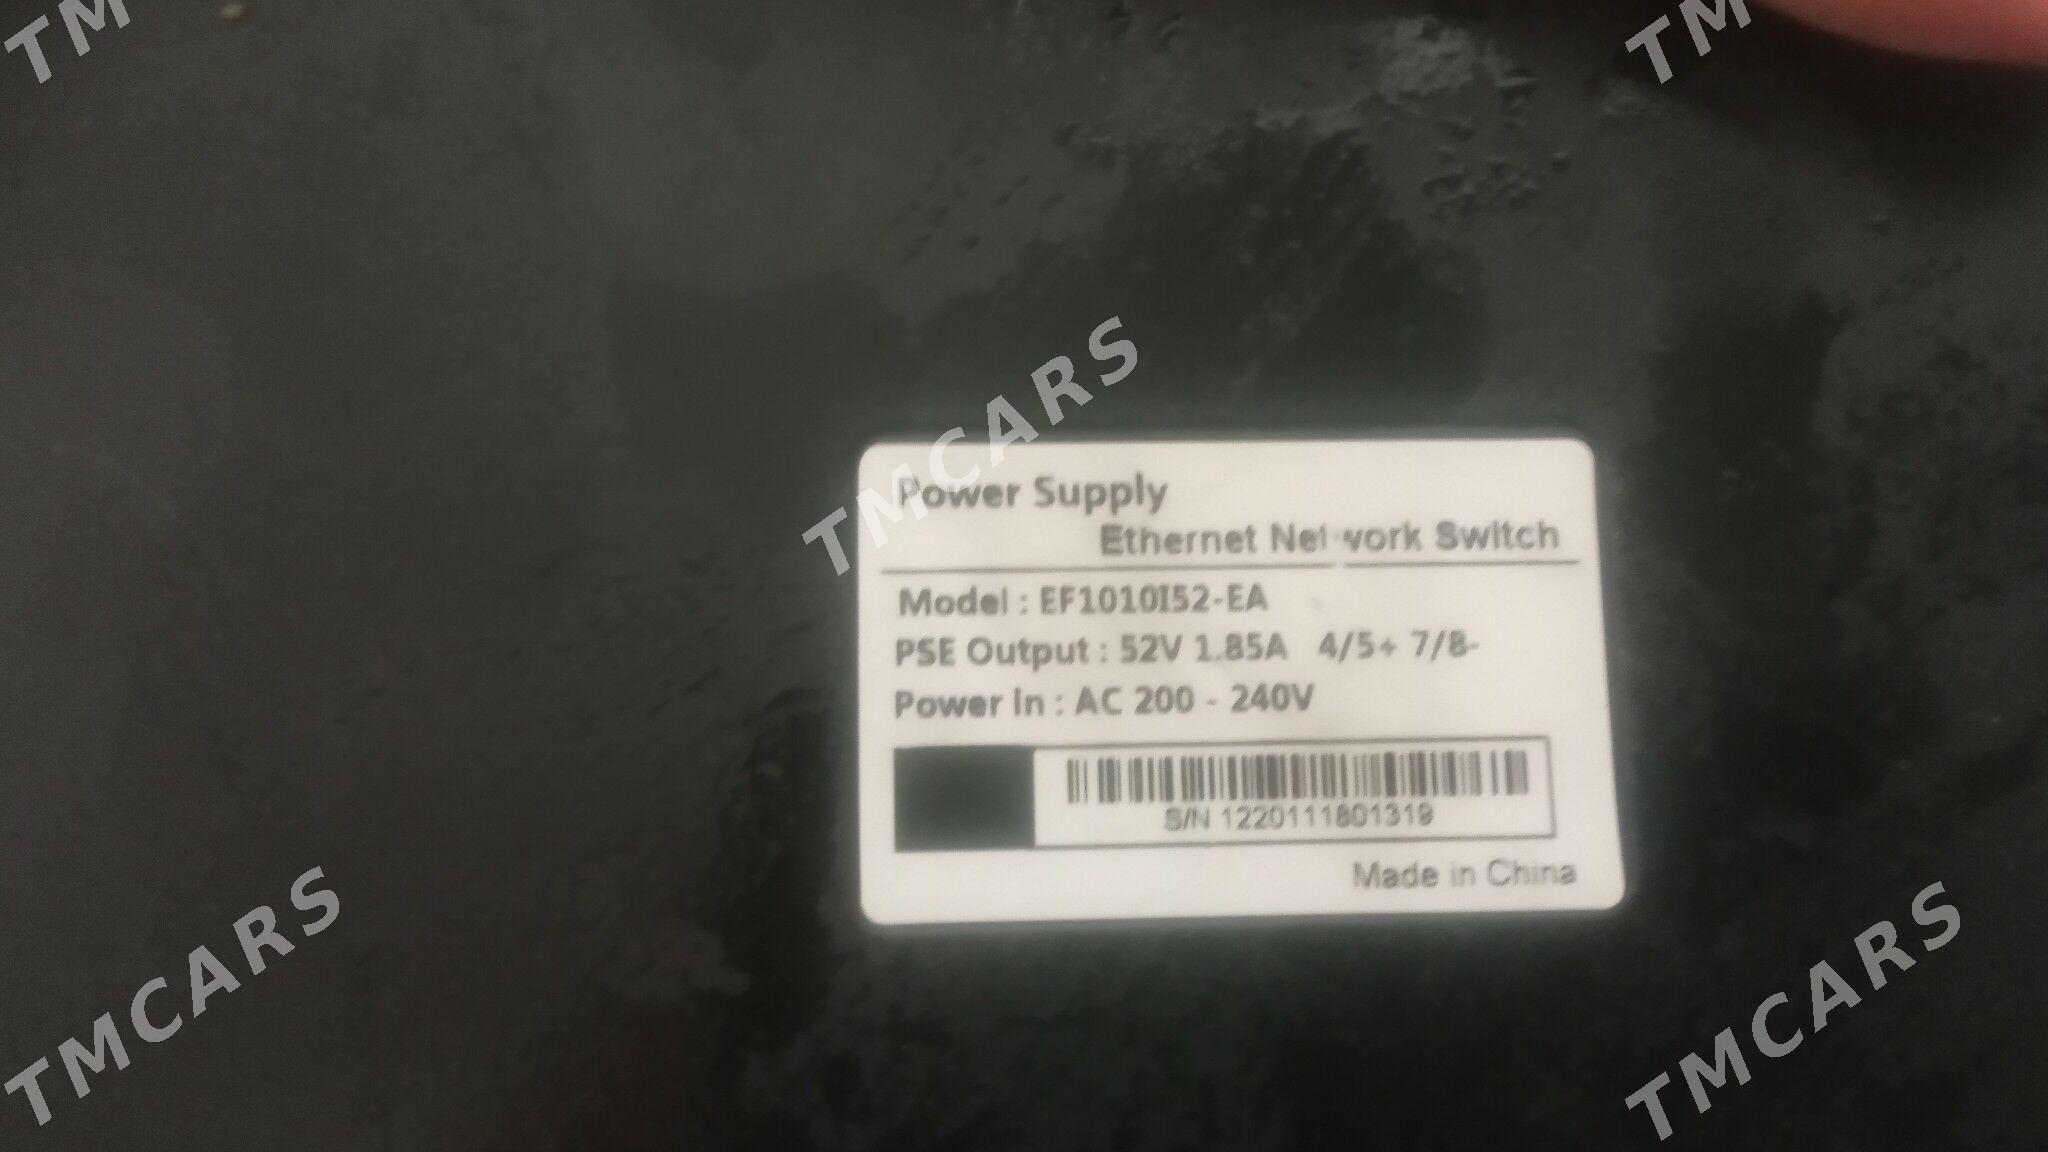 TM
TM
TMCARS
Power Supply
Ethernet Network Switch
Model : EF1010I52-EA
PSE Output : 52V 1.85A 4/5+ 7/8-
Power In : AC 200 - 240V
S/N 1220111801319
Made in China
TMCARS
TMCARS